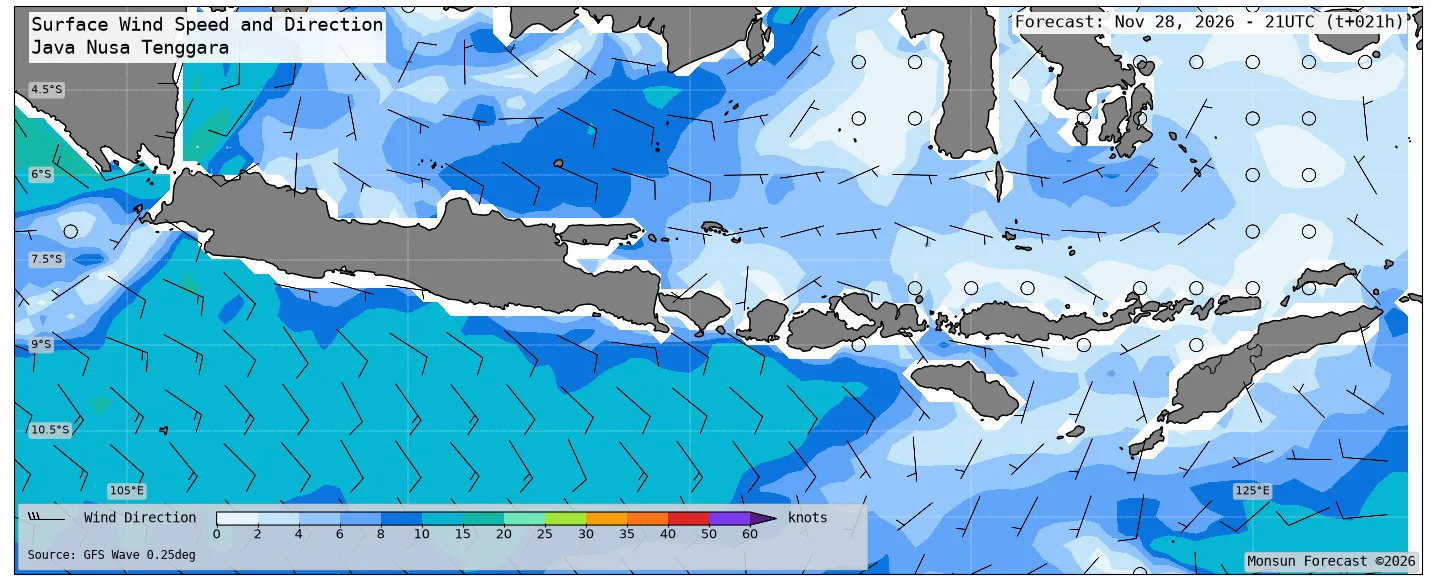 Surface Wind Speed and Direction
Java Nusa Tenggara
Forecast: Nov 28, 2026 - 21UTC (t+021h)
4.5°S
6°S
7.5°S
9°S
10.5°S
105°E
125°E
Wind Direction
0 2 4 6 8 10 15 20 25 30 35 40 50 60
knots
Source: GFS Wave 0.25deg
Monsun Forecast ©2026